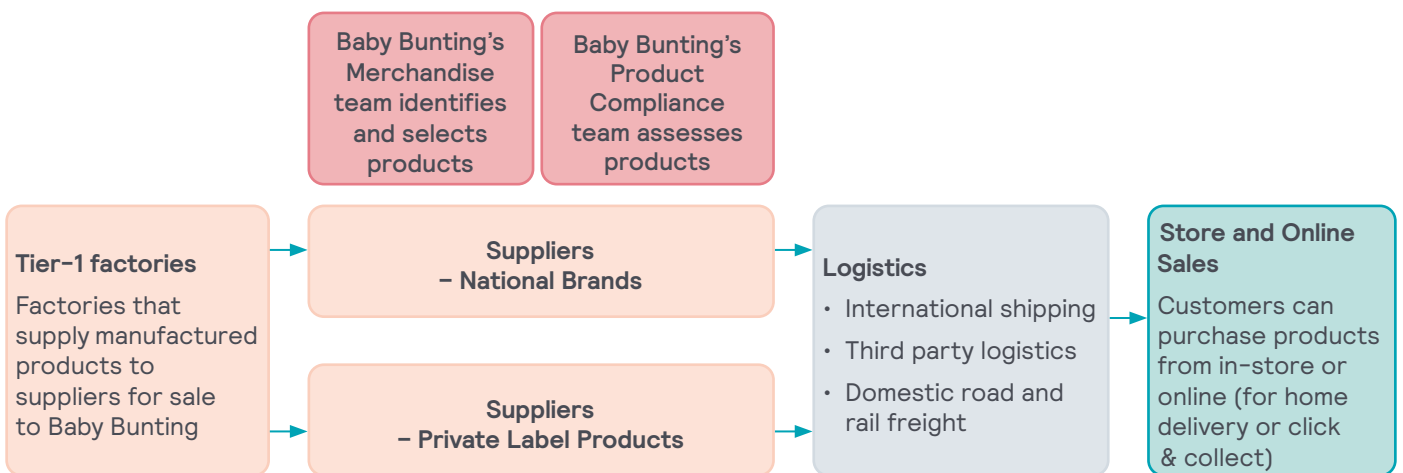 Baby Bunting’s
Merchandise
team identifies
and selects
products
Baby Bunting’s
Product
Compliance
team assesses
products
Tier-1 factories
Factories that
supply manufactured
products to
suppliers for sale
to Baby Bunting
Suppliers
– National Brands
Suppliers
– Private Label Products
Logistics
• International shipping
• Third party logistics
• Domestic road and
rail freight
Store and Online
Sales
Customers can
purchase products
from in-store or
online (for home
delivery or click
& collect)